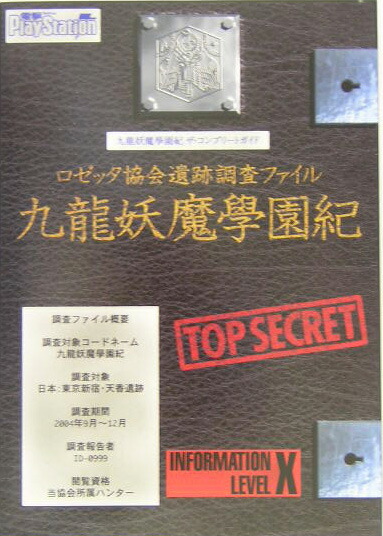 電撃
PlayStation
九龍妖魔學園紀 ザ・コンプリートガイド
ロゼッタ協会遺跡調査ファイル
九龍妖魔學園紀
TOP SECRET
調査ファイル概要
調査対象コードネーム
九龍妖魔學園紀
調査対象
日本:東京新宿・天香遺跡
調査期間
2004年9月〜12月
調査報告者
ID-0999
閲覧資格
当協会所属ハンター
INFORMATION
LEVEL X